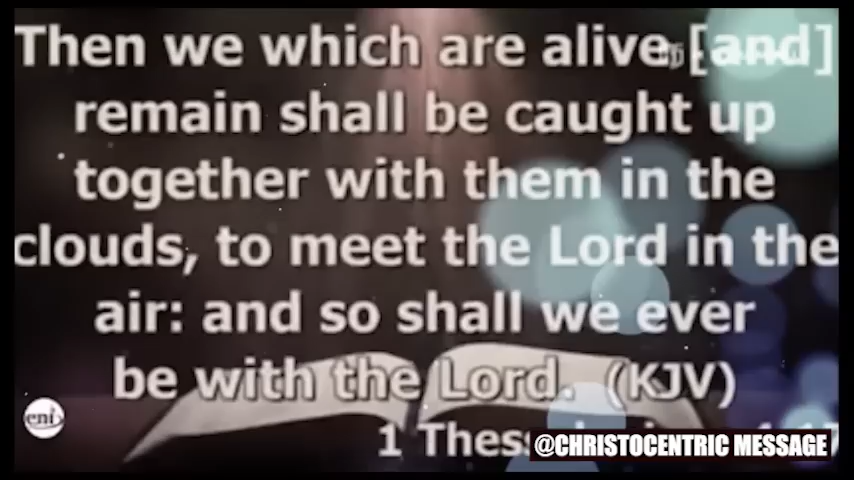 Then we which are alive [and]
remain shall be caught up
together with them in the
clouds, to meet the Lord in the
air: and so shall we ever
be with the Lord. (KJV)
eni
1 Thess
@CHRISTOCENTRIC MESSAGE